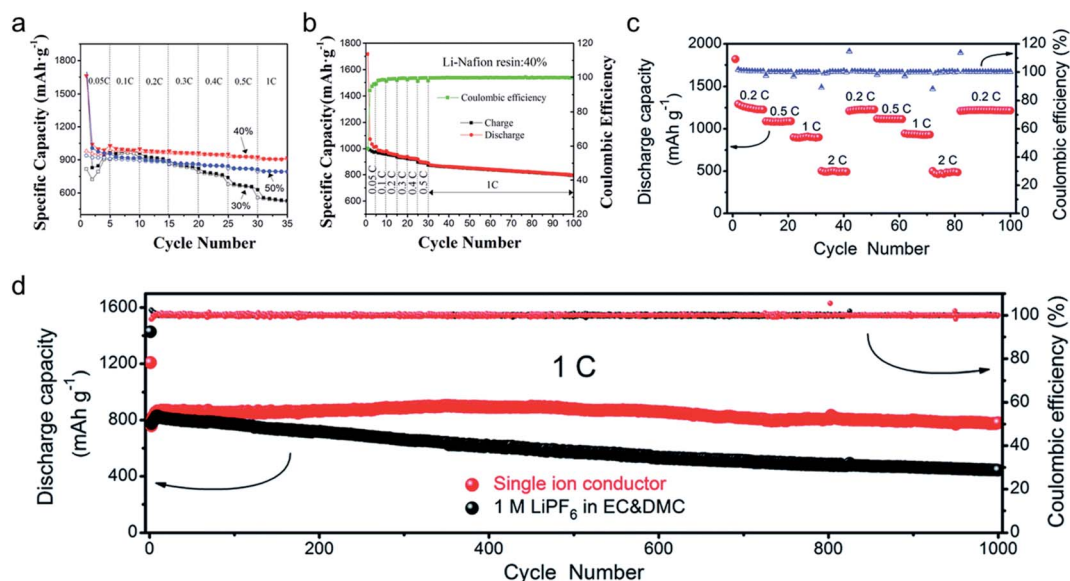 a
Specific Capacity (mAh·g⁻¹)
1800
1500
1200
900
600
0.05C 0.1C 0.2C 0.3C 0.4C 0.5C 1C
40%
50%
30%
0 5 10 15 20 25 30 35
Cycle Number
b
Specific Capacity(mAh·g⁻¹)
1800
1600
1400
1200
1000
800
600
Li-Nafion resin:40%
Coulombic efficiency
Charge
Discharge
0.05 C
0.1 C
0.2 C
0.3 C
0.4 C
0.5 C
1C
120
100
80
60
40
20
Coulombic Efficiency
0 10 20 30 40 50 60 70 80 90 100
Cycle Number
c
Discharge capacity
(mAh g⁻¹)
2000
1500
1000
500
0
0.2 C
0.5 C
1 C
2 C
0.2 C
0.5 C
1 C
2 C
0.2 C
120
100
80
60
40
20
0
Coulombic efficiency (%)
0 20 40 60 80 100
Cycle Number
d
Discharge capacity
(mAh g⁻¹)
1600
1200
800
400
0
1 C
Single ion conductor
1 M LiPF₆ in EC&DMC
100
80
60
40
20
0
Coulombic efficiency (%)
0 200 400 600 800 1000
Cycle Number